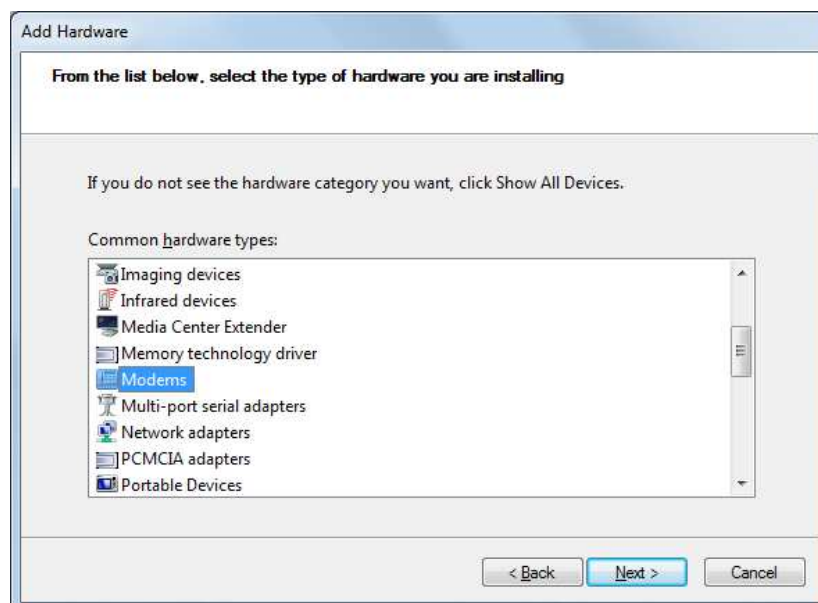 Add Hardware
From the list below, select the type of hardware you are installing
If you do not see the hardware category you want, click Show All Devices.
Common hardware types:
Imaging devices
Infrared devices
Media Center Extender
Memory technology driver
Modems
Multi-port serial adapters
Network adapters
PCMCIA adapters
Portable Devices
< Back Next > Cancel